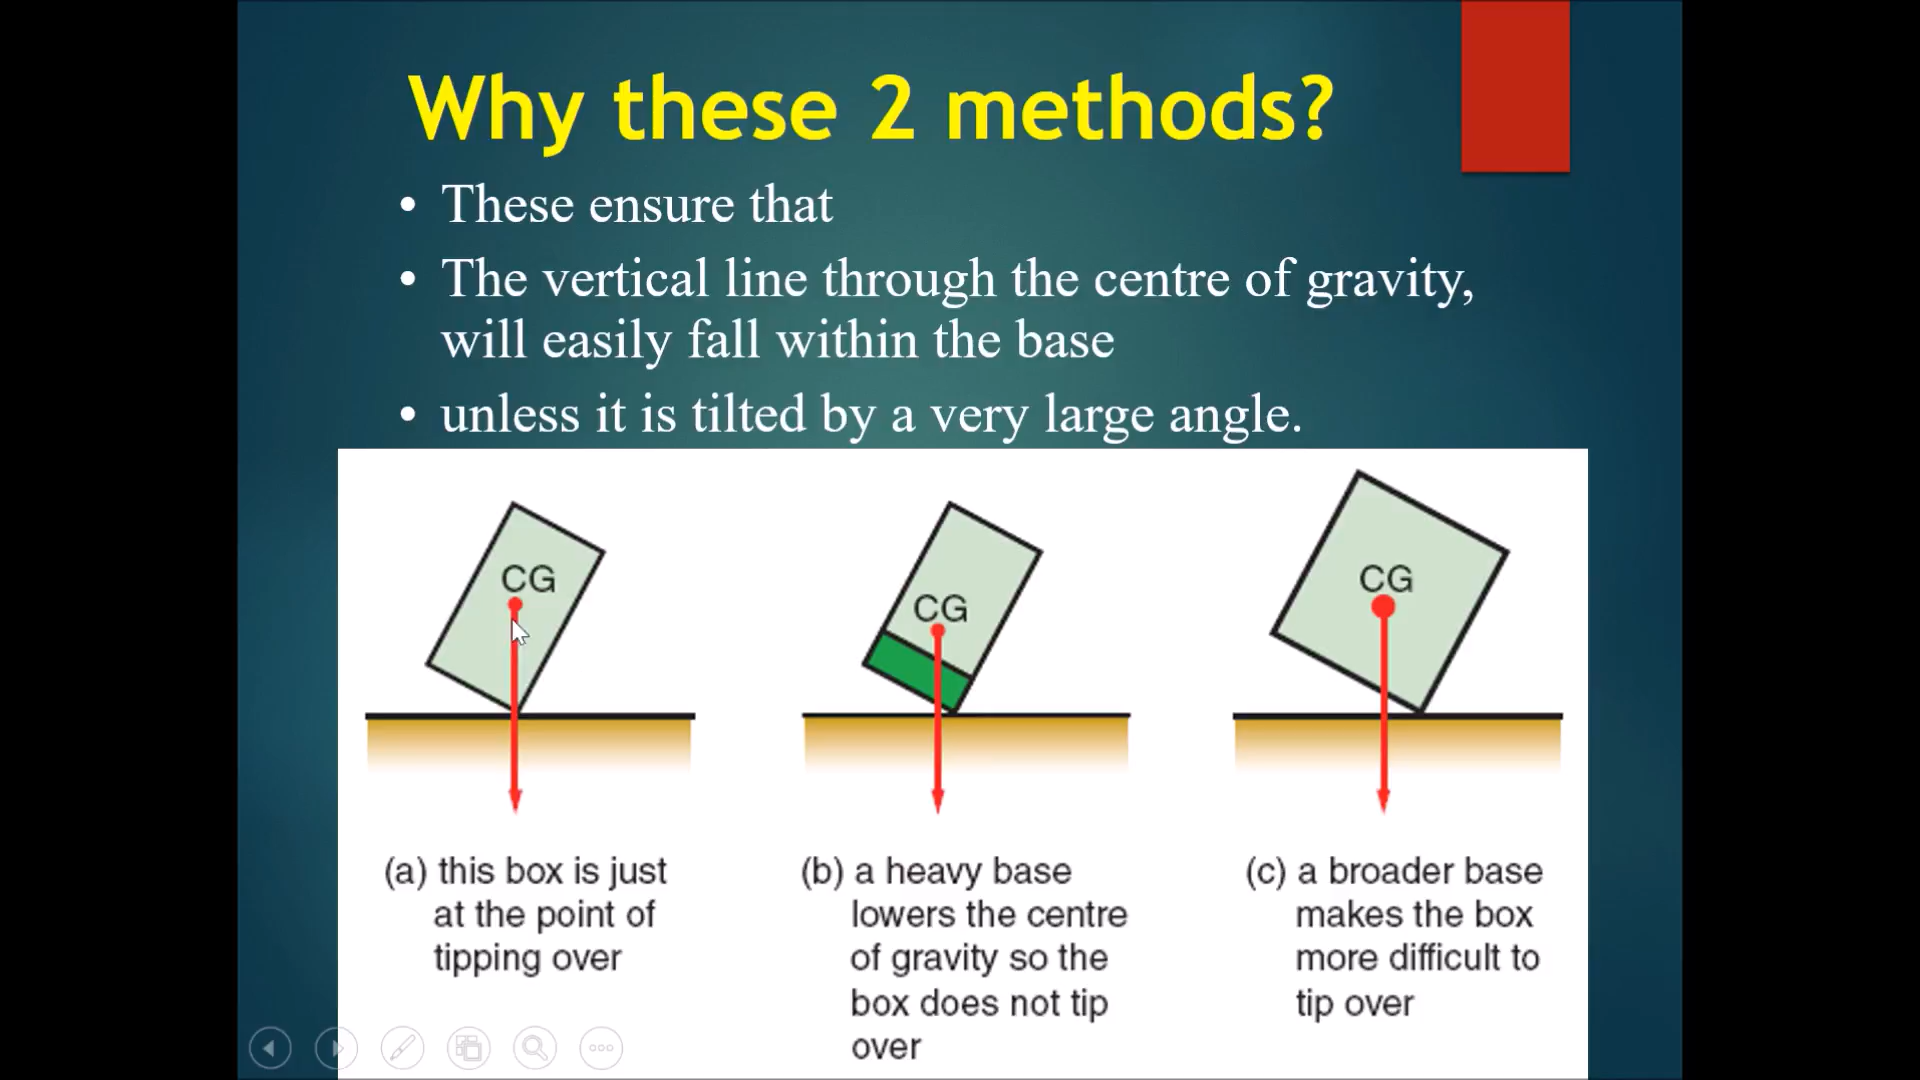 Why these 2 methods?
• These ensure that
• The vertical line through the centre of gravity,
will easily fall within the base
• unless it is tilted by a very large angle.
CG
CG
CG
(a) this box is just
at the point of
tipping over
(b) a heavy base
lowers the centre
of gravity so the
box does not tip
over
(c) a broader base
makes the box
more difficult to
tip over